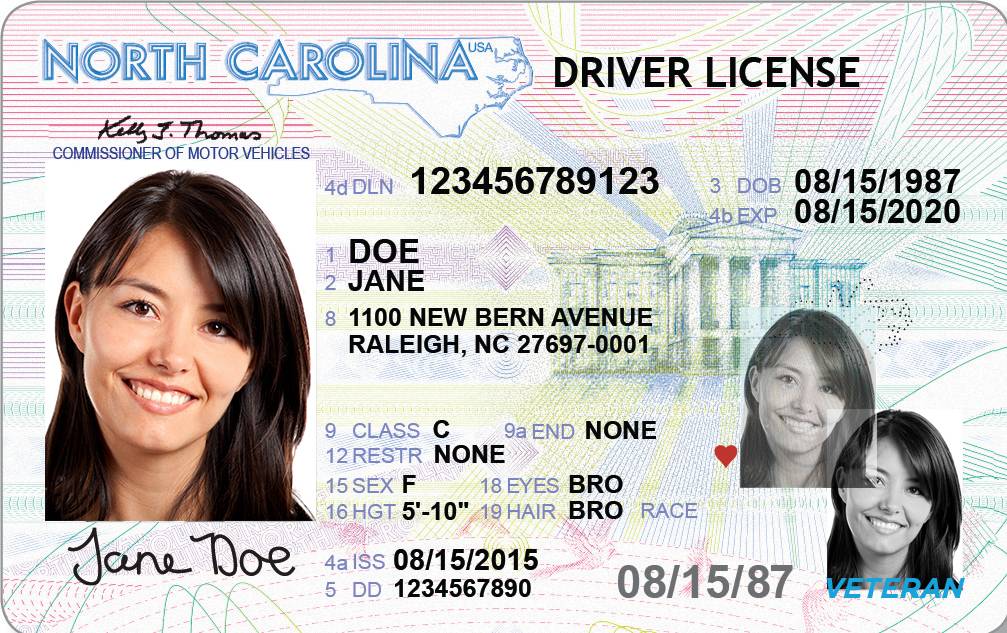 NORTH CAROLINA USA DRIVER LICENSE
Kelly J. Thomas
COMMISSIONER OF MOTOR VEHICLES
4d DLN 123456789123
3 DOB 08/15/1987
4b EXP 08/15/2020
1 DOE
2 JANE
8 1100 NEW BERN AVENUE
RALEIGH, NC 27697-0001
9 CLASS C 9a END NONE
12 RESTR NONE
15 SEX F 18 EYES BRO
16 HGT 5'-10" 19 HAIR BRO RACE
Jane Doe
4a ISS 08/15/2015
5 DD 1234567890
08/15/87
VETERAN